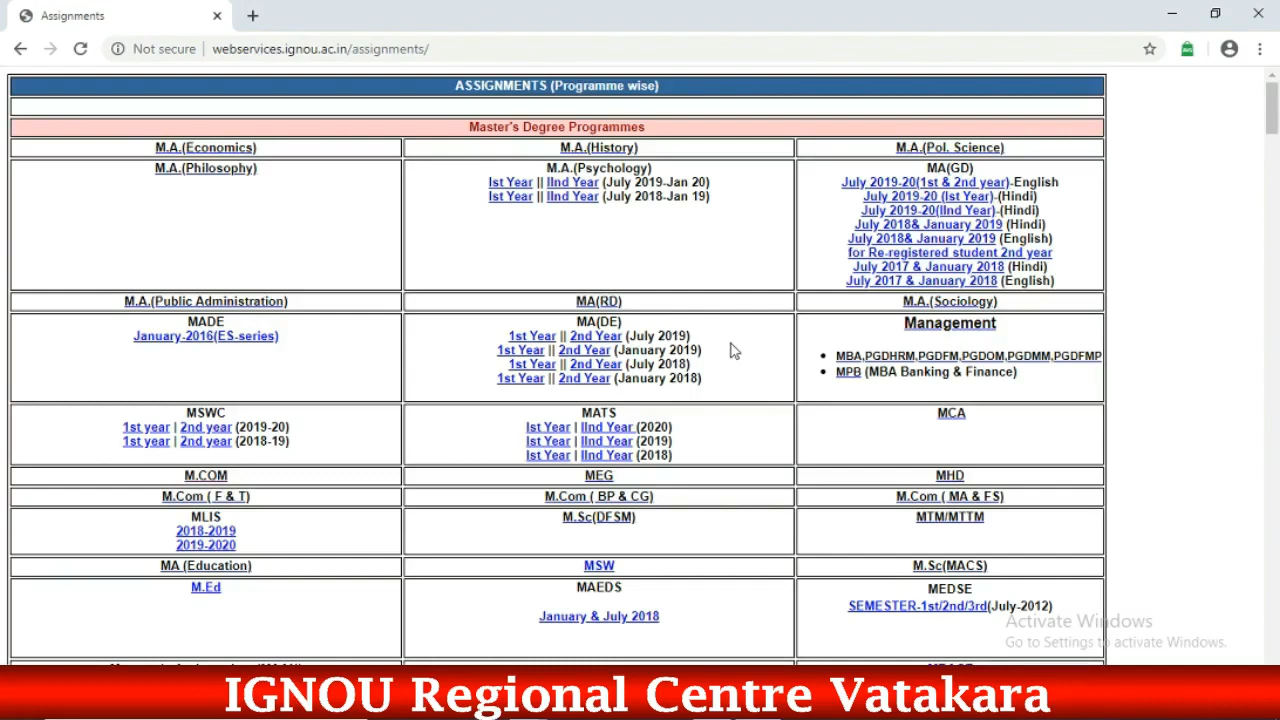 Assignments
Not secure | webservices.ignou.ac.in/assignments/
ASSIGNMENTS (Programme wise)
Master's Degree Programmes
M.A.(Economics)
M.A.(History)
M.A.(Pol. Science)
M.A.(Philosophy)
M.A.(Psychology)
Ist Year || IInd Year (July 2019-Jan 20)
Ist Year || IInd Year (July 2018-Jan 19)
MA(GD)
July 2019-20(1st & 2nd year)-English
July 2019-20 (Ist Year)-(Hindi)
July 2019-20(IInd Year)-(Hindi)
July 2018& January 2019 (Hindi)
July 2018& January 2019 (English)
for Re-registered student 2nd year
July 2017 & January 2018 (Hindi)
July 2017 & January 2018 (English)
M.A.(Public Administration)
MA(RD)
M.A.(Sociology)
MADE
January-2016(ES-series)
MA(DE)
1st Year || 2nd Year (July 2019)
1st Year || 2nd Year (January 2019)
1st Year || 2nd Year (July 2018)
1st Year || 2nd Year (January 2018)
Management
• MBA,PGDHRM,PGDFM,PGDOM,PGDMM,PGDFMP
• MPB (MBA Banking & Finance)
MSWC
1st year | 2nd year (2019-20)
1st year | 2nd year (2018-19)
MATS
Ist Year | IInd Year (2020)
Ist Year | IInd Year (2019)
Ist Year | IInd Year (2018)
MCA
M.COM
MEG
MHD
M.Com ( F & T)
M.Com ( BP & CG)
M.Com ( MA & FS)
MLIS
2018-2019
2019-2020
M.Sc(DFSM)
MTM/MTTM
MA (Education)
MSW
M.Sc(MACS)
M.Ed
MAEDS
January & July 2018
MEDSE
SEMESTER-1st/2nd/3rd(July-2012)
Activate Windows
Go to Settings to activate Windows.
IGNOU Regional Centre Vatakara